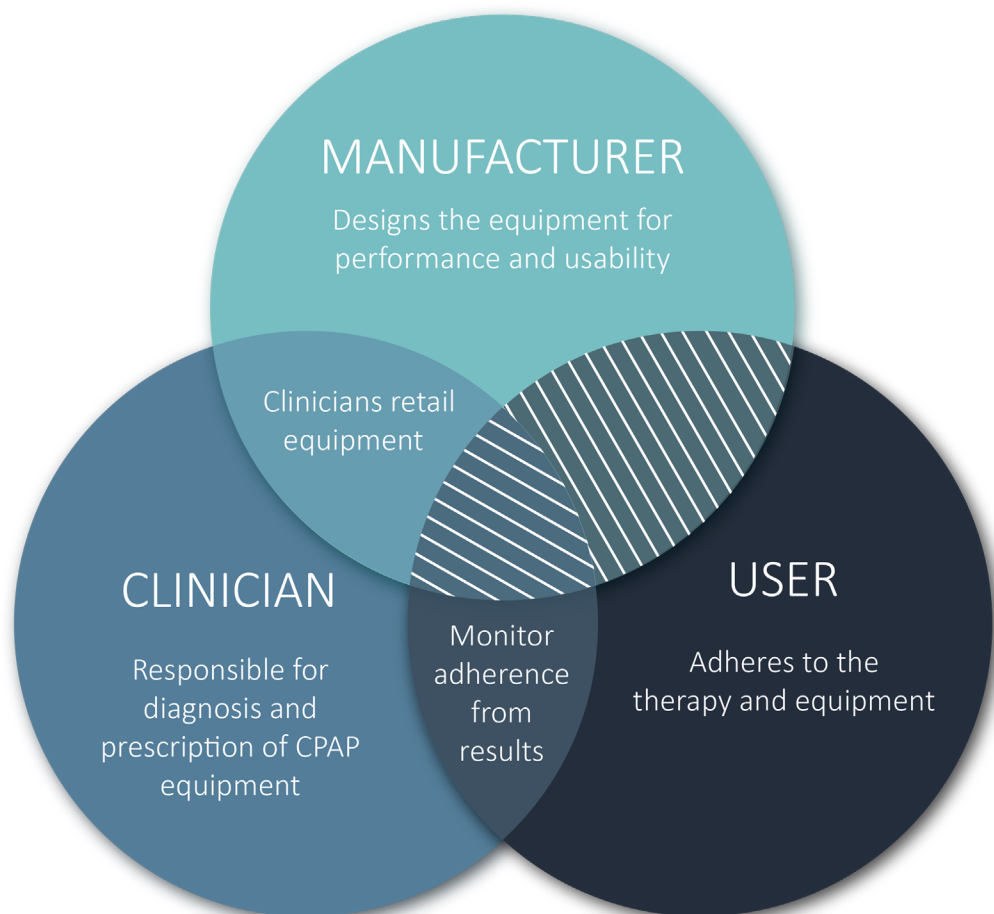 MANUFACTURER
Designs the equipment for
performance and usability
Clinicians retail
equipment
CLINICIAN
Responsible for
diagnosis and
prescription of CPAP
equipment
Monitor
adherence
from
results
USER
Adheres to the
therapy and equipment